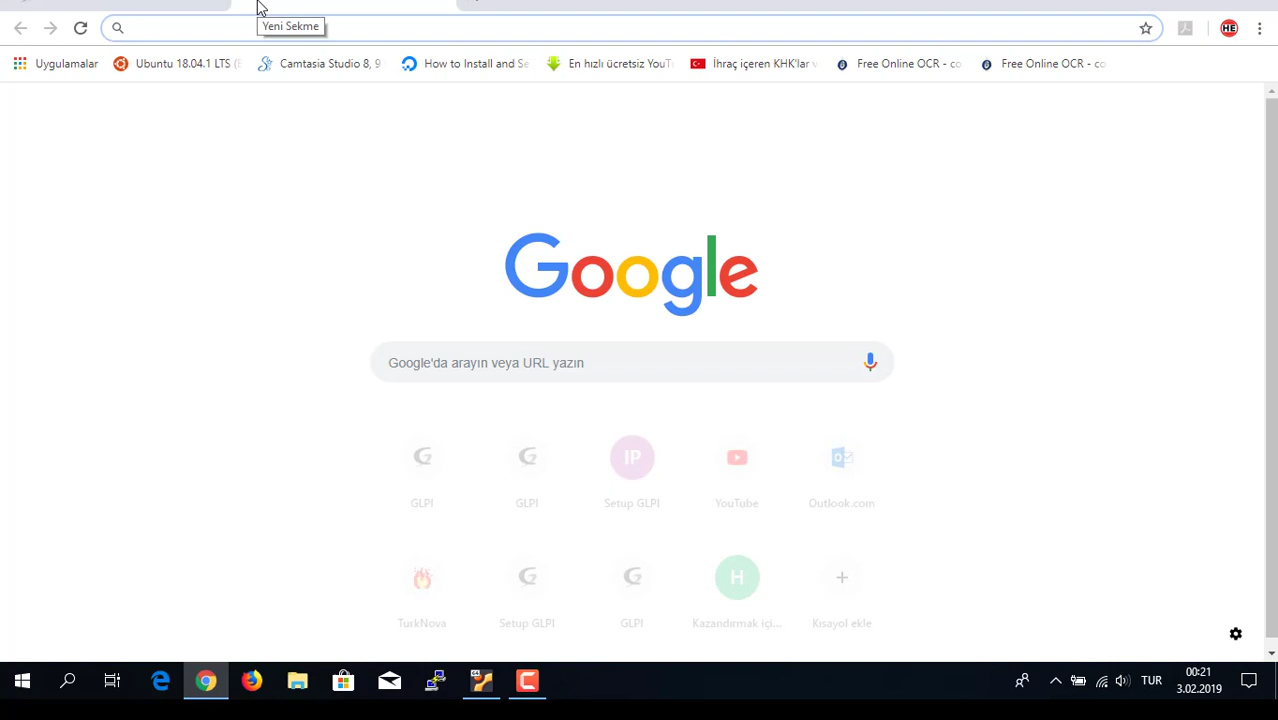 Yeni Sekme
HE
Uygulamalar
Ubuntu 18.04.1 LTS (
Camtasia Studio 8, 9
How to Install and Se
En hızlı ücretsiz YouT
İhraç içeren KHK'lar v
Free Online OCR - co
Free Online OCR - co
Google
Google'da arayın veya URL yazın
IP
GLPI
GLPI
Setup GLPI
YouTube
Outlook.com
H
TurkNova
Setup GLPI
GLPI
Kazandırmak içi...
Kısayol ekle
00:21
TUR
3.02.2019